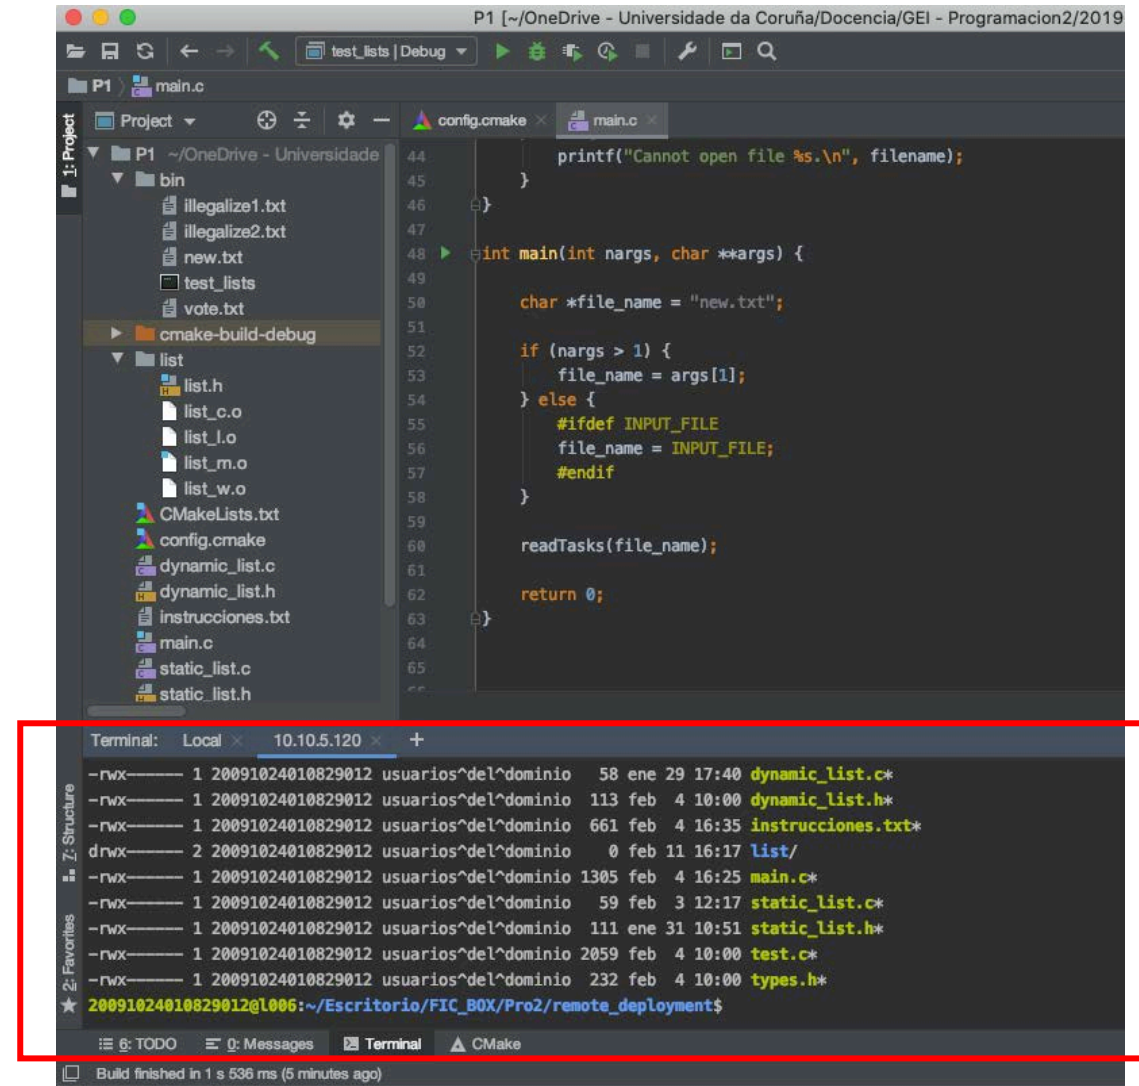 P1 [~/OneDrive - Universidade da Coruña/Docencia/GEI - Programacion2/2019
test_lists | Debug
P1 main.c
1: Project
Project
config.cmake
main.c
P1 ~/OneDrive - Universidade
bin
illegalize1.txt
illegalize2.txt
new.txt
test_lists
vote.txt
cmake-build-debug
list
list.h
list_c.o
list_l.o
list_m.o
list_w.o
CMakeLists.txt
config.cmake
dynamic_list.c
dynamic_list.h
instrucciones.txt
main.c
static_list.c
static_list.h
44 printf("Cannot open file %s.\n", filename);
45 }
46 }
47
48 int main(int nargs, char **args) {
49
50 char *file_name = "new.txt";
51
52 if (nargs > 1) {
53 file_name = args[1];
54 } else {
55 #ifdef INPUT_FILE
56 file_name = INPUT_FILE;
57 #endif
58 }
59
60 readTasks(file_name);
61
62 return 0;
63 }
64
65
Terminal: Local 10.10.5.120 +
-rwx------ 1 20091024010829012 usuarios^del^dominio 58 ene 29 17:40 dynamic_list.c*
-rwx------ 1 20091024010829012 usuarios^del^dominio 113 feb 4 10:00 dynamic_list.h*
-rwx------ 1 20091024010829012 usuarios^del^dominio 661 feb 4 16:35 instrucciones.txt*
drwx------ 2 20091024010829012 usuarios^del^dominio 0 feb 11 16:17 list/
-rwx------ 1 20091024010829012 usuarios^del^dominio 1305 feb 4 16:25 main.c*
-rwx------ 1 20091024010829012 usuarios^del^dominio 59 feb 3 12:17 static_list.c*
-rwx------ 1 20091024010829012 usuarios^del^dominio 111 ene 31 10:51 static_list.h*
-rwx------ 1 20091024010829012 usuarios^del^dominio 2059 feb 4 10:00 test.c*
-rwx------ 1 20091024010829012 usuarios^del^dominio 232 feb 4 10:00 types.h*
20091024010829012@l006:~/Escritorio/FIC_BOX/Pro2/remote_deployment$
7: Structure
2: Favorites
6: TODO 0: Messages Terminal CMake
Build finished in 1 s 536 ms (5 minutes ago)